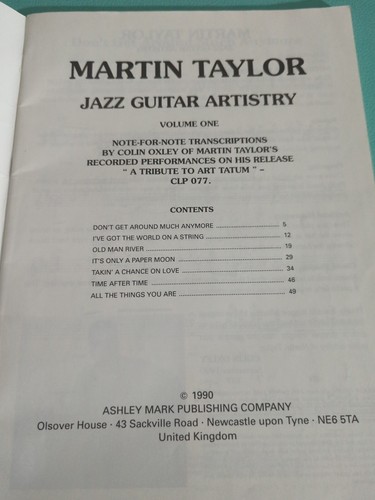 MARTIN TAYLOR
JAZZ GUITAR ARTISTRY
VOLUME ONE
NOTE-FOR-NOTE TRANSCRIPTIONS
BY COLIN OXLEY OF MARTIN TAYLOR'S
RECORDED PERFORMANCES ON HIS RELEASE
" A TRIBUTE TO ART TATUM " –
CLP 077.
CONTENTS
DON'T GET AROUND MUCH ANYMORE 5
I'VE GOT THE WORLD ON A STRING 12
OLD MAN RIVER 19
IT'S ONLY A PAPER MOON 29
TAKIN' A CHANCE ON LOVE 34
TIME AFTER TIME 46
ALL THE THINGS YOU ARE 49
© 1990
ASHLEY MARK PUBLISHING COMPANY
Olsover House · 43 Sackville Road · Newcastle upon Tyne · NE6 5TA
United Kingdom